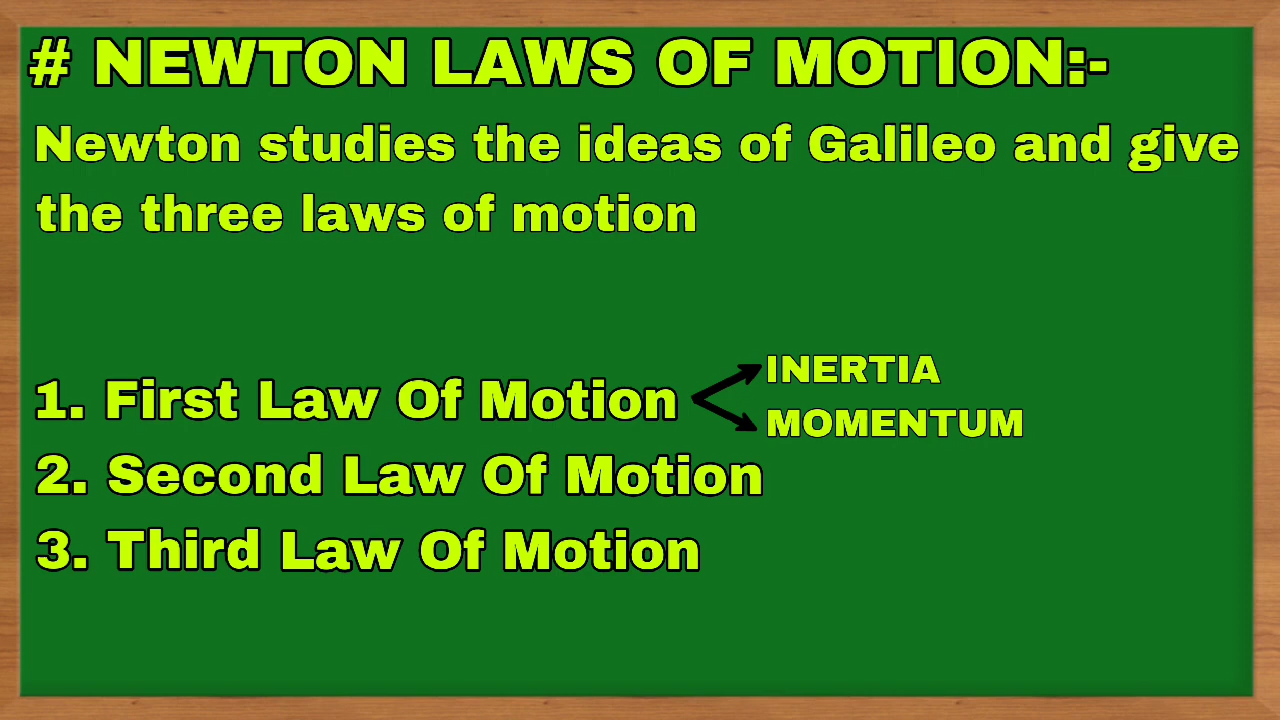 # NEWTON LAWS OF MOTION:-
Newton studies the ideas of Galileo and give
the three laws of motion
1. First Law Of Motion
INERTIA
MOMENTUM
2. Second Law Of Motion
3. Third Law Of Motion